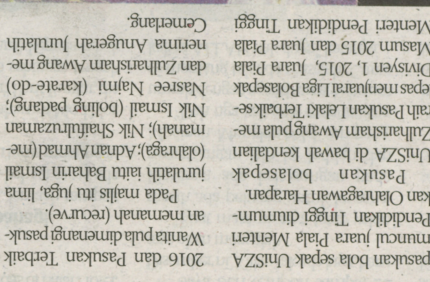 pasukan bola sepak UniSZA
muncul juara Piala Menteri
Pendidikan Tinggi diumum-
kan Olahragawan Harapan.
Pasukan bolasepak
UniSZA di bawah kendalian
Zulharisham Awang pula me-
raih Pasukan Lelaki Terbaik se-
epas menjuarai Liga Bolasepak
Divisyen 1, 2015, Juara Piala
Masum 2015 dan Juara Piala
Menteri Pendidikan Tinggi
2016 dan Pasukan Terbaik
Wanita pula dimenangi pasuk-
an memanah (recurve).
Pada majlis itu juga, lima
jurulatih iaitu Baharin Ismail
(olahraga); Adnan Ahmad (me-
manah); Nik Shaifulruzaman
Nik Ismail (boling padang);
Nasree Najmi (karate-do)
dan Zulharisham Awang me-
nerima Anugerah Jurulatih
Cemerlang.